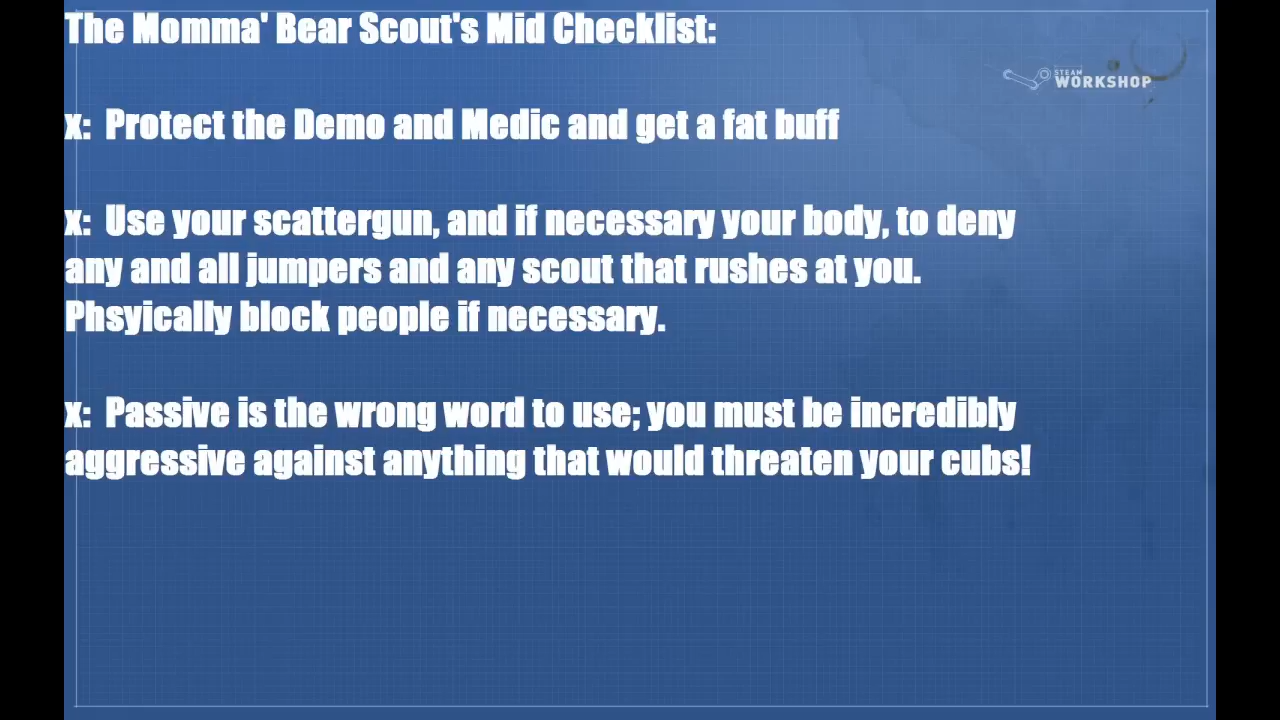 The Momma' Bear Scout's Mid Checklist:
STEAM
WORKSHOP
x:  Protect the Demo and Medic and get a fat buff
x:  Use your scattergun, and if necessary your body, to deny
any and all jumpers and any scout that rushes at you.
Phsyically block people if necessary.
x:  Passive is the wrong word to use; you must be incredibly
aggressive against anything that would threaten your cubs!